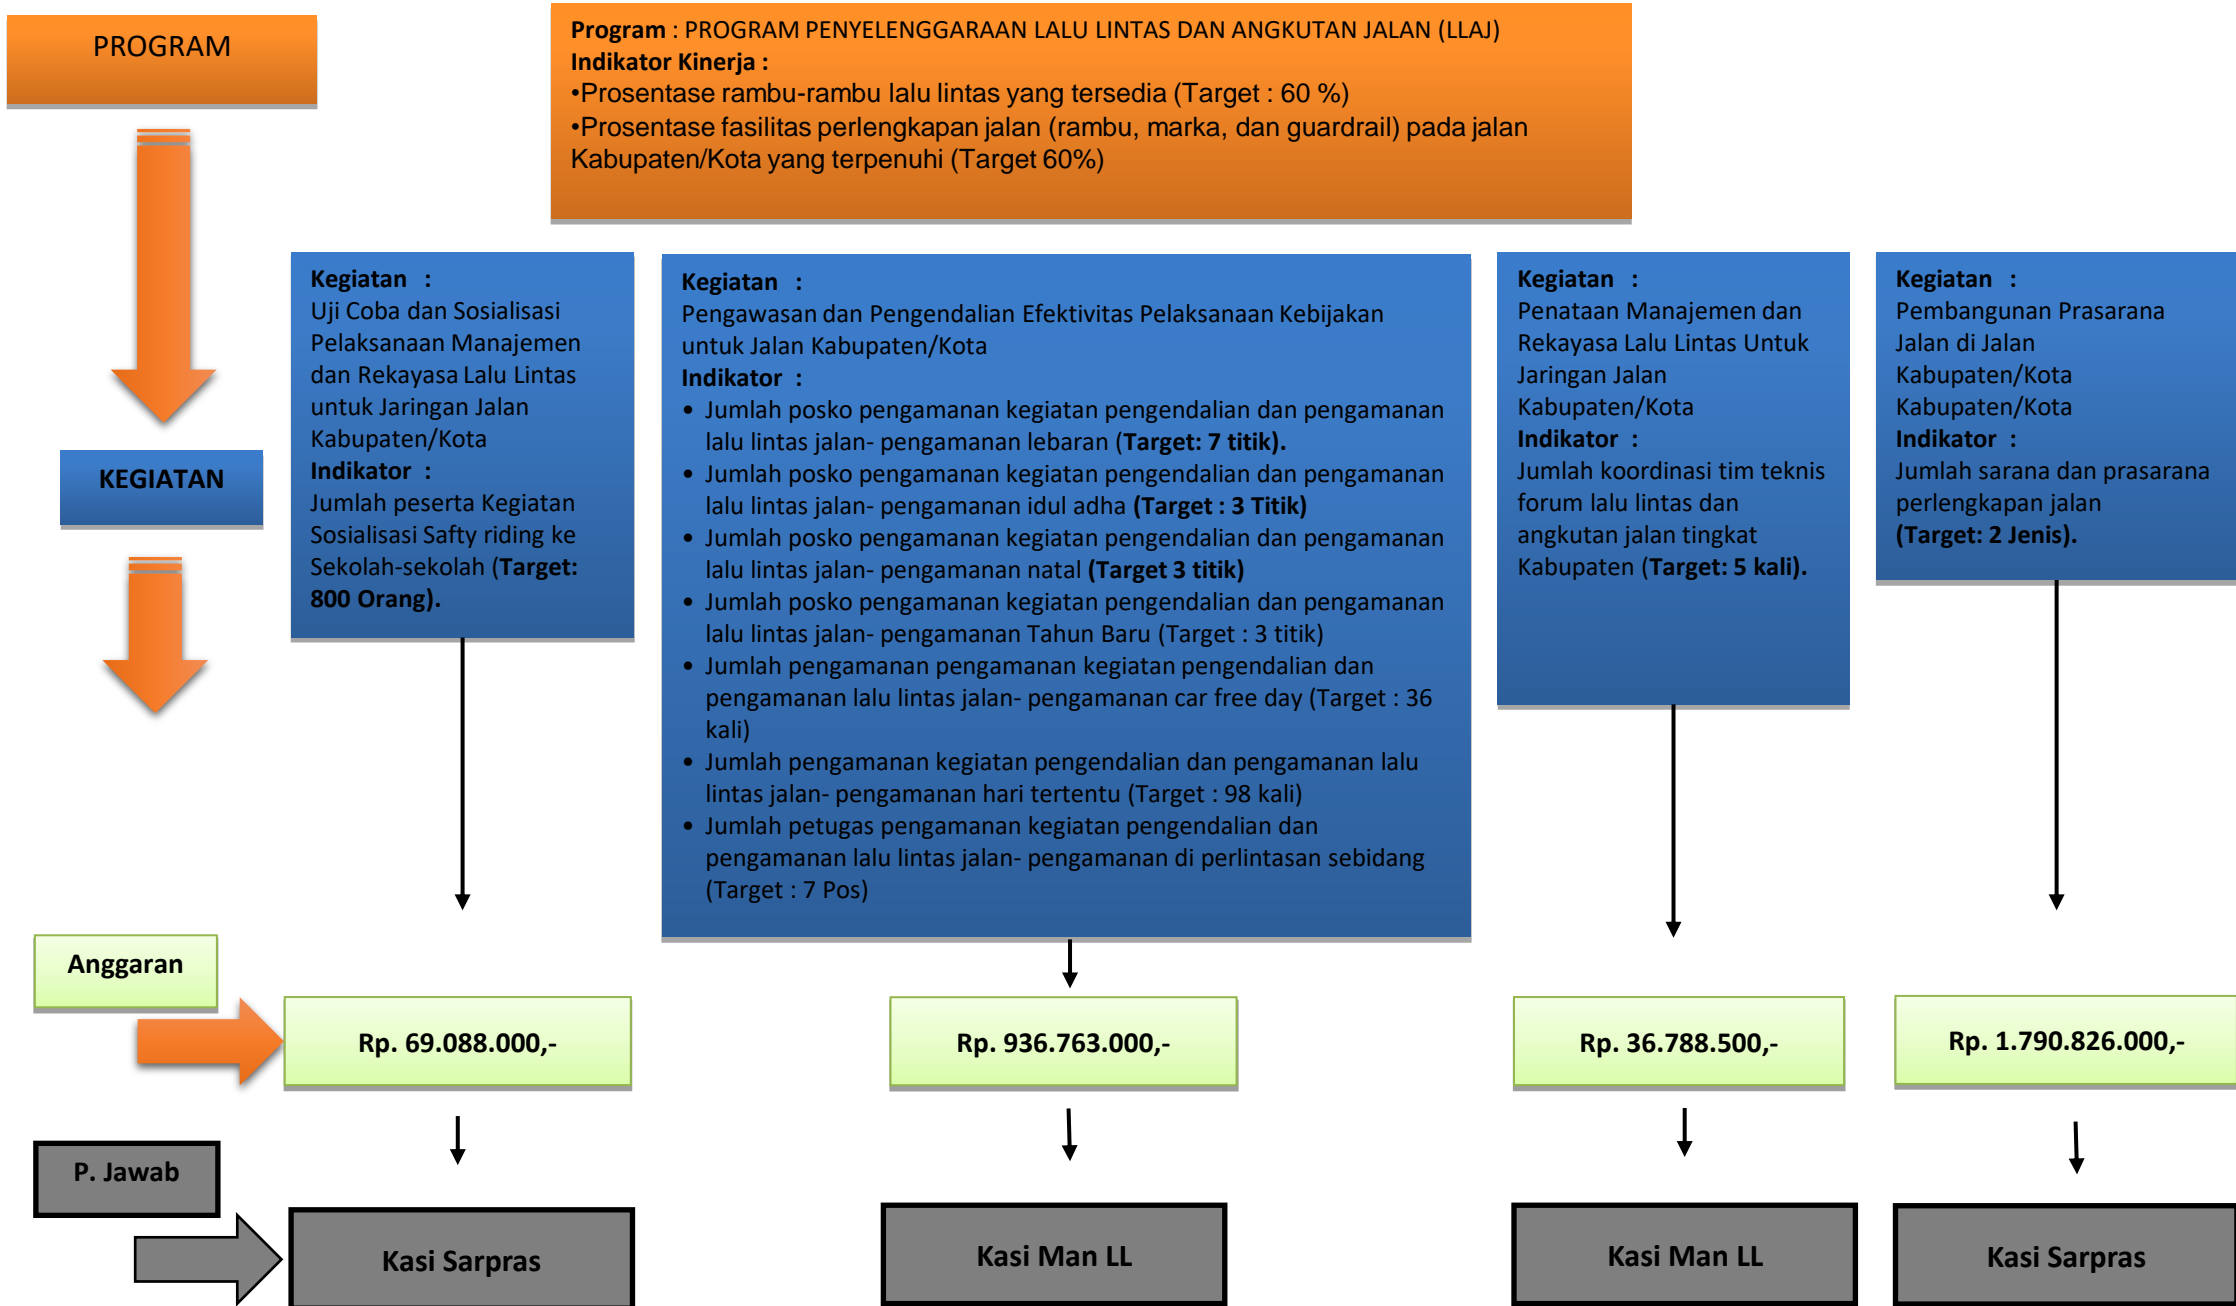 PROGRAM
Program : PROGRAM PENYELENGGARAAN LALU LINTAS DAN ANGKUTAN JALAN (LLAJ)
Indikator Kinerja :
•Prosentase rambu-rambu lalu lintas yang tersedia (Target : 60 %)
•Prosentase fasilitas perlengkapan jalan (rambu, marka, dan guardrail) pada jalan
Kabupaten/Kota yang terpenuhi (Target 60%)
KEGIATAN
Kegiatan :
Uji Coba dan Sosialisasi
Pelaksanaan Manajemen
dan Rekayasa Lalu Lintas
untuk Jaringan Jalan
Kabupaten/Kota
Indikator :
Jumlah peserta Kegiatan
Sosialisasi Safty riding ke
Sekolah-sekolah (Target:
800 Orang).
Kegiatan :
Pengawasan dan Pengendalian Efektivitas Pelaksanaan Kebijakan
untuk Jalan Kabupaten/Kota
Indikator :
• Jumlah posko pengamanan kegiatan pengendalian dan pengamanan
lalu lintas jalan- pengamanan lebaran (Target: 7 titik).
• Jumlah posko pengamanan kegiatan pengendalian dan pengamanan
lalu lintas jalan- pengamanan idul adha (Target : 3 Titik)
• Jumlah posko pengamanan kegiatan pengendalian dan pengamanan
lalu lintas jalan- pengamanan natal (Target 3 titik)
• Jumlah posko pengamanan kegiatan pengendalian dan pengamanan
lalu lintas jalan- pengamanan Tahun Baru (Target : 3 titik)
• Jumlah pengamanan pengamanan kegiatan pengendalian dan
pengamanan lalu lintas jalan- pengamanan car free day (Target : 36
kali)
• Jumlah pengamanan kegiatan pengendalian dan pengamanan lalu
lintas jalan- pengamanan hari tertentu (Target : 98 kali)
• Jumlah petugas pengamanan kegiatan pengendalian dan
pengamanan lalu lintas jalan- pengamanan di perlintasan sebidang
(Target : 7 Pos)
Kegiatan :
Penataan Manajemen dan
Rekayasa Lalu Lintas Untuk
Jaringan Jalan
Kabupaten/Kota
Indikator :
Jumlah koordinasi tim teknis
forum lalu lintas dan
angkutan jalan tingkat
Kabupaten (Target: 5 kali).
Kegiatan :
Pembangunan Prasarana
Jalan di Jalan
Kabupaten/Kota
Kabupaten/Kota
Indikator :
Jumlah sarana dan prasarana
perlengkapan jalan
(Target: 2 Jenis).
Anggaran
Rp. 69.088.000,-
Rp. 936.763.000,-
Rp. 36.788.500,-
Rp. 1.790.826.000,-
P. Jawab
Kasi Sarpras
Kasi Man LL
Kasi Man LL
Kasi Sarpras